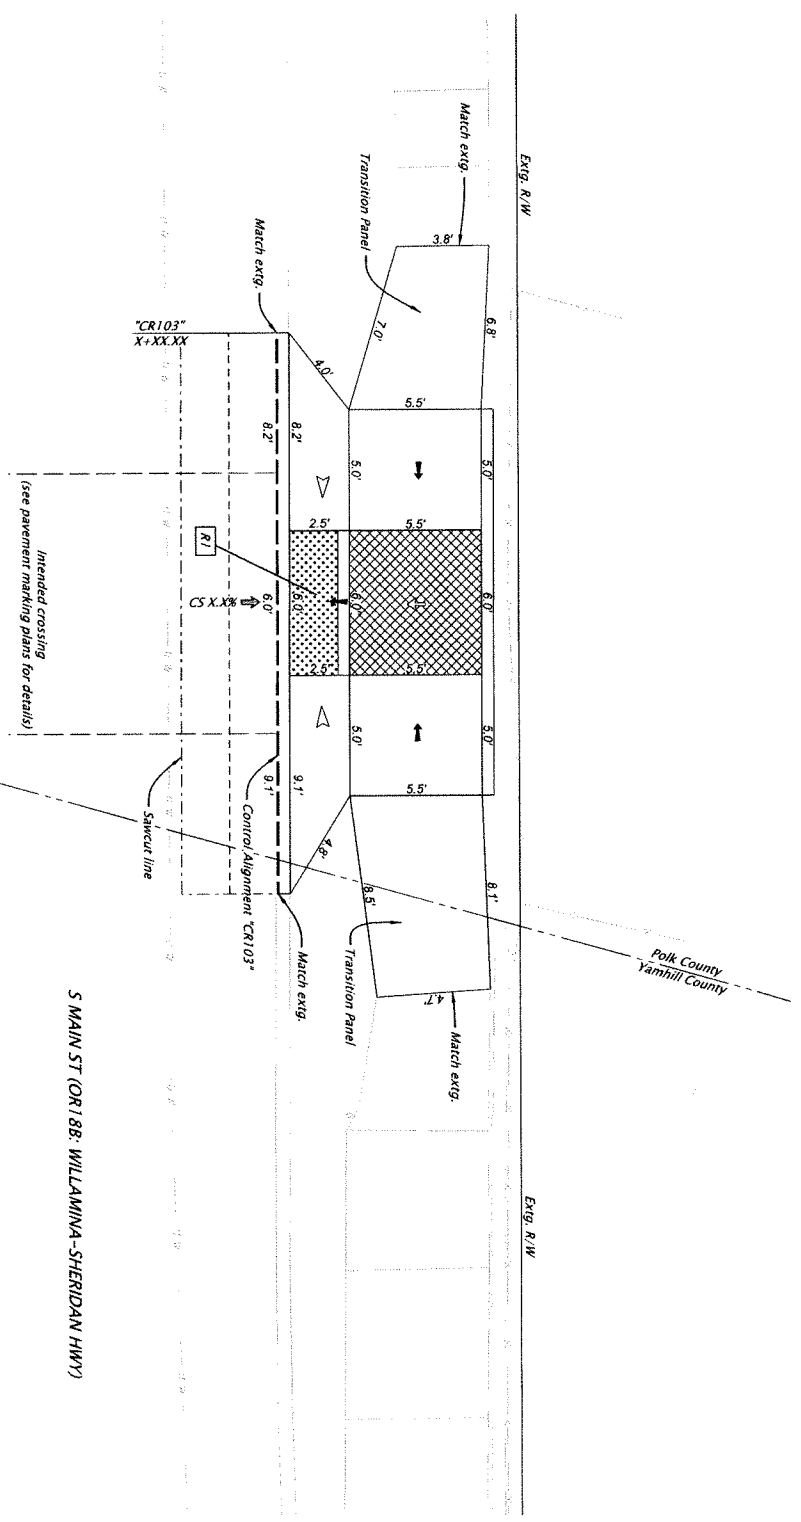 Extg. R/W
Match extg.
Transition Panel
Match extg.
3.8'
6.8'
7.0'
"CR103"
X+XX.XX
4.0'
5.5'
8.2'
8.2'
5.0'
5.0'
2.5'
5.5'
R1
CS X.X%
6.0'
6.0'
6.0'
6.0'
Intended crossing
(see pavement marking plans for details)
2.5'
5.5'
5.0'
5.0'
9.1'
9.1'
5.5'
4.8'
8.5'
8.1'
Sawcut line
Control Alignment "CR103"
Match extg.
Transition Panel
4.7'
Match extg.
Polk County
Yamhill County
Extg. R/W
S MAIN ST (OR18B: WILLAMINA-SHERIDAN HWY)